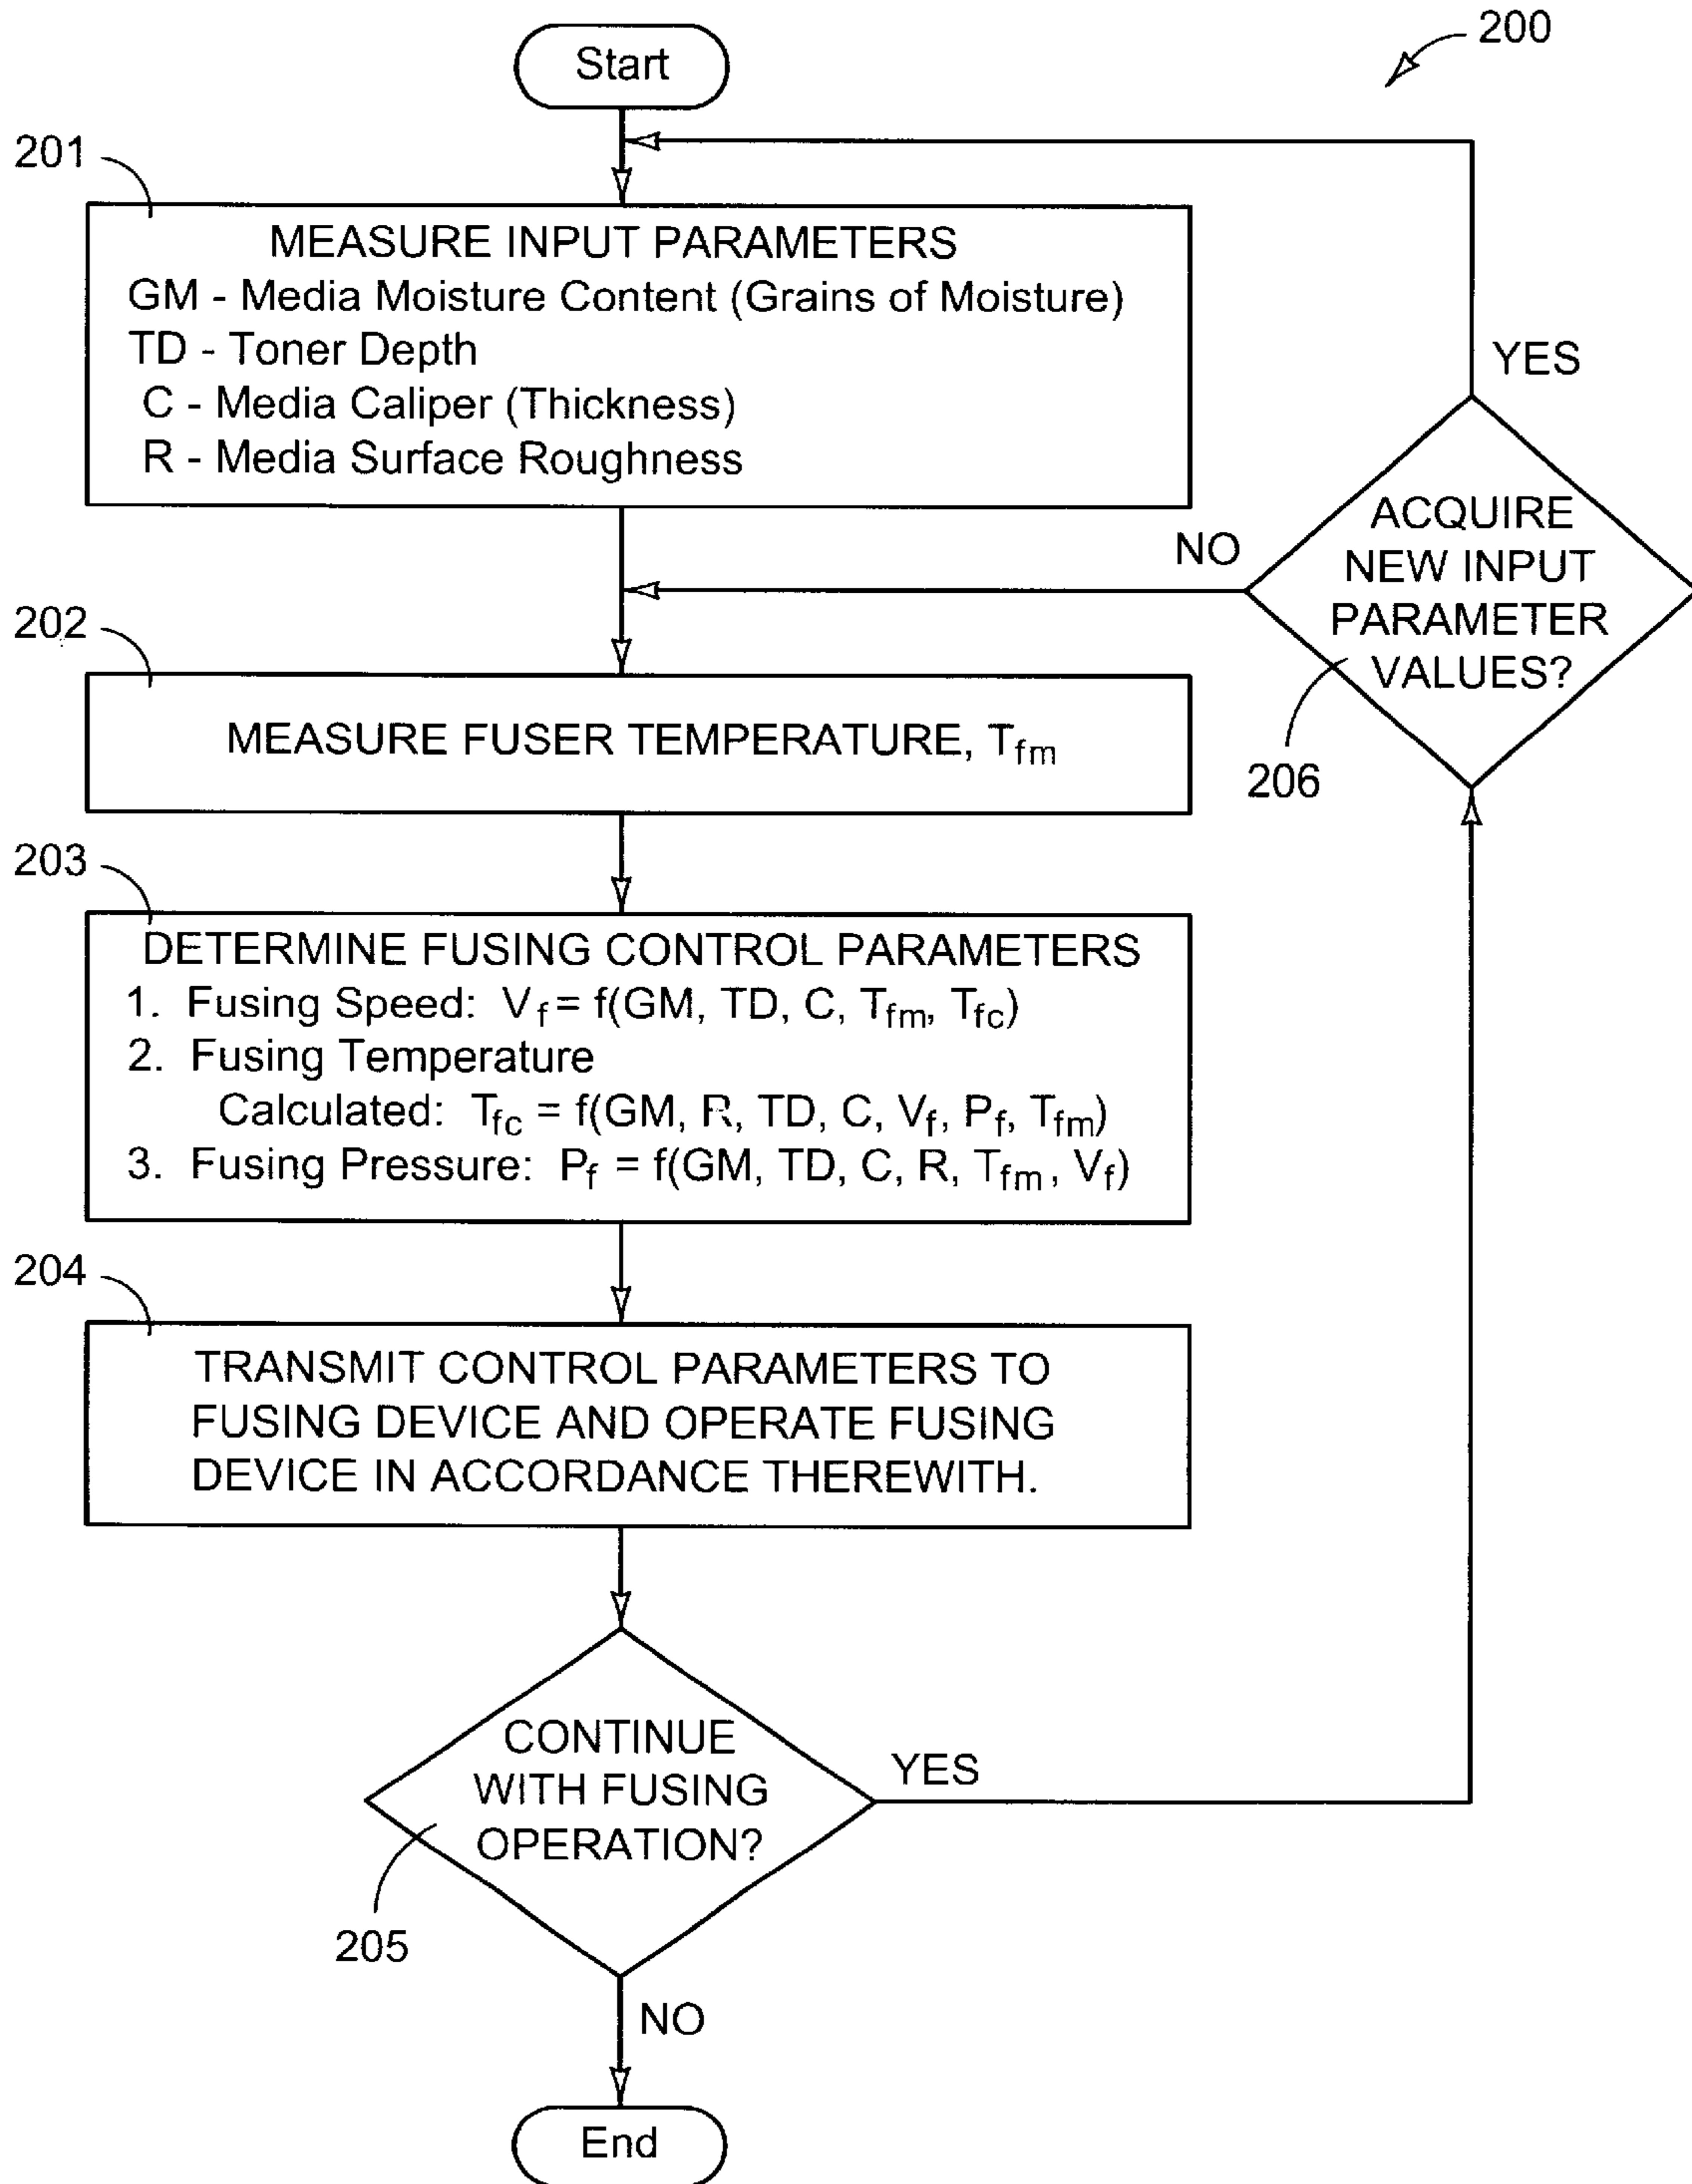 200
Start
201
MEASURE INPUT PARAMETERS
GM - Media Moisture Content (Grains of Moisture)
TD - Toner Depth
C - Media Caliper (Thickness)
R - Media Surface Roughness
YES
NO
ACQUIRE
NEW INPUT
PARAMETER
VALUES?
206
202
MEASURE FUSER TEMPERATURE, Tfm
203
DETERMINE FUSING CONTROL PARAMETERS
1. Fusing Speed: Vf = f(GM, TD, C, Tfm, Tfc)
2. Fusing Temperature
Calculated: Tfc = f(GM, R, TD, C, Vf, Pf, Tfm)
3. Fusing Pressure: Pf = f(GM, TD, C, R, Tfm, Vf)
204
TRANSMIT CONTROL PARAMETERS TO
FUSING DEVICE AND OPERATE FUSING
DEVICE IN ACCORDANCE THEREWITH.
CONTINUE
WITH FUSING
OPERATION?
YES
205
NO
End